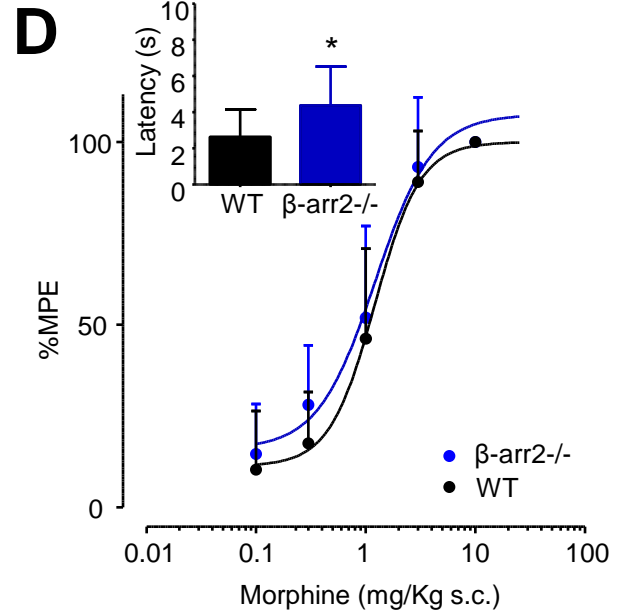 D
10
8
6
4
2
0
Latency (s)
*
WT β-arr2-/-
100
50
0
%MPE
β-arr2-/-
WT
0.01 0.1 1 10 100
Morphine (mg/Kg s.c.)